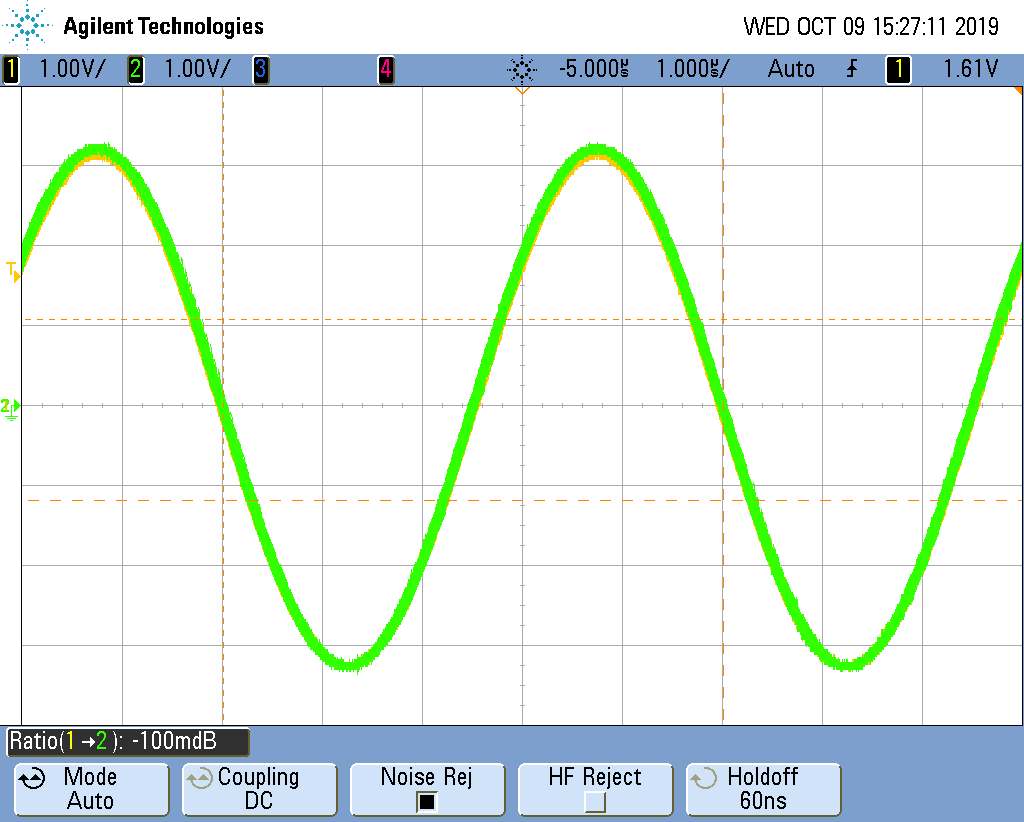 Agilent Technologies WED OCT 09 15:27:11 2019
1 1.00V/ 2 1.00V/ 3 4 -5.000µs 1.000µs/ Auto 1 1.61V
T
2
Ratio(1→2): -100mdB
Mode Coupling Noise Rej HF Reject Holdoff
Auto DC 60ns